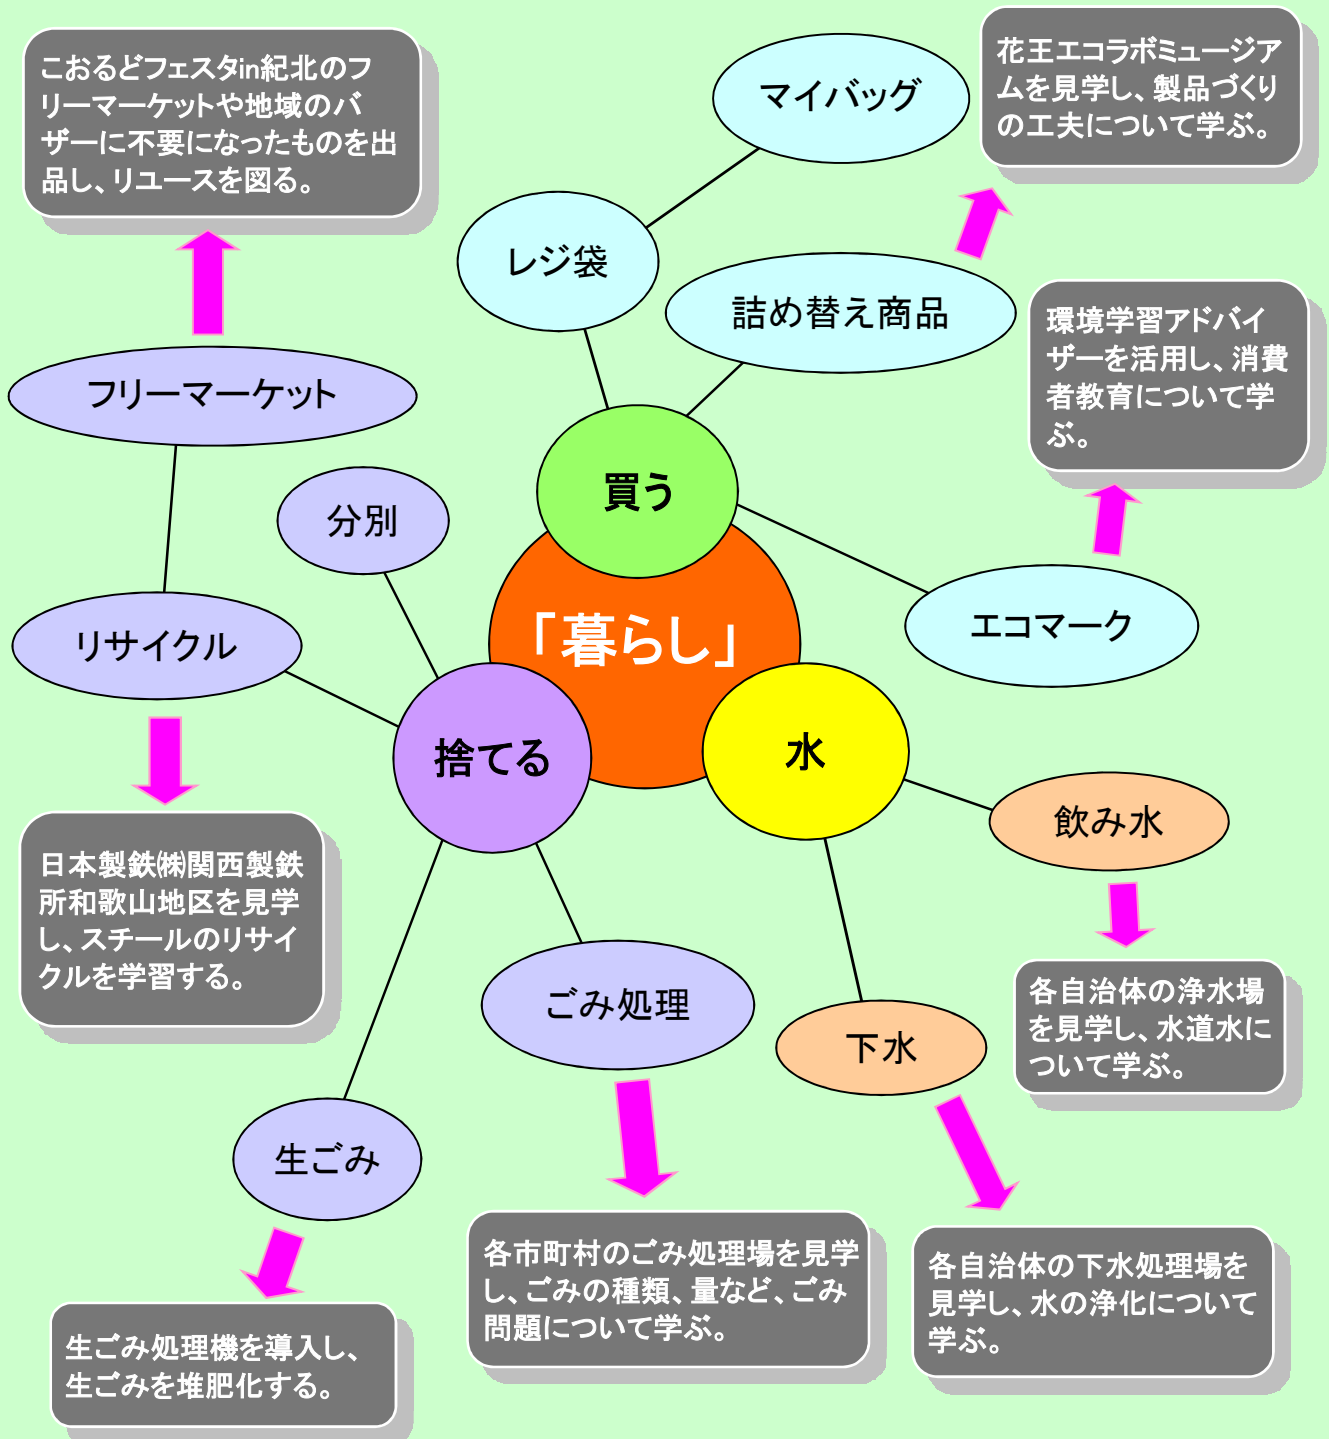 こおるどフェスタin紀北のフ
リーマーケットや地域のバ
ザーに不要になったものを出
品し、リユースを図る。
マイバッグ
花王エコラボミュージア
ムを見学し、製品づくり
の工夫について学ぶ。
レジ袋
詰め替え商品
環境学習アドバイ
ザーを活用し、消費
者教育について学
ぶ。
フリーマーケット
分別
買う
エコマーク
リサイクル
「暮らし」
捨てる
水
飲み水
日本製鉄㈱関西製鉄
所和歌山地区を見学
し、スチールのリサイ
クルを学習する。
ごみ処理
下水
各自治体の浄水場
を見学し、水道水に
ついて学ぶ。
生ごみ
各市町村のごみ処理場を見学
し、ごみの種類、量など、ごみ
問題について学ぶ。
各自治体の下水処理場を
見学し、水の浄化について
学ぶ。
生ごみ処理機を導入し、
生ごみを堆肥化する。